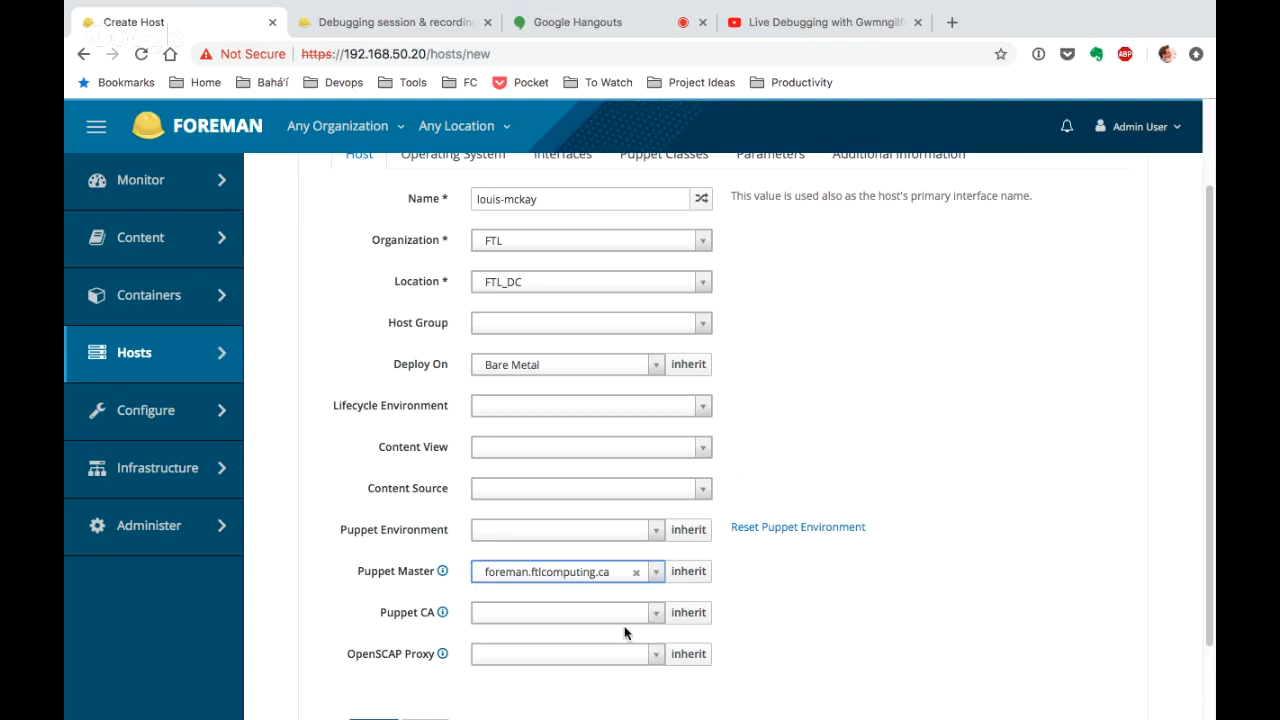 Create Host
Debugging session & recording
Google Hangouts
Live Debugging with Gwmngilf
Not Secure https://192.168.50.20/hosts/new
ABP
Bookmarks Home Bahá'í Devops Tools FC Pocket To Watch Project Ideas Productivity
FOREMAN Any Organization Any Location Admin User
Host Operating System Interfaces Puppet Classes Parameters Additional Information
Monitor
Content
Containers
Hosts
Configure
Infrastructure
Administer
Name * louis-mckay This value is used also as the host's primary interface name.
Organization * FTL
Location * FTL_DC
Host Group
Deploy On Bare Metal inherit
Lifecycle Environment
Content View
Content Source
Puppet Environment inherit Reset Puppet Environment
Puppet Master foreman.ftlcomputing.ca inherit
Puppet CA inherit
OpenSCAP Proxy inherit